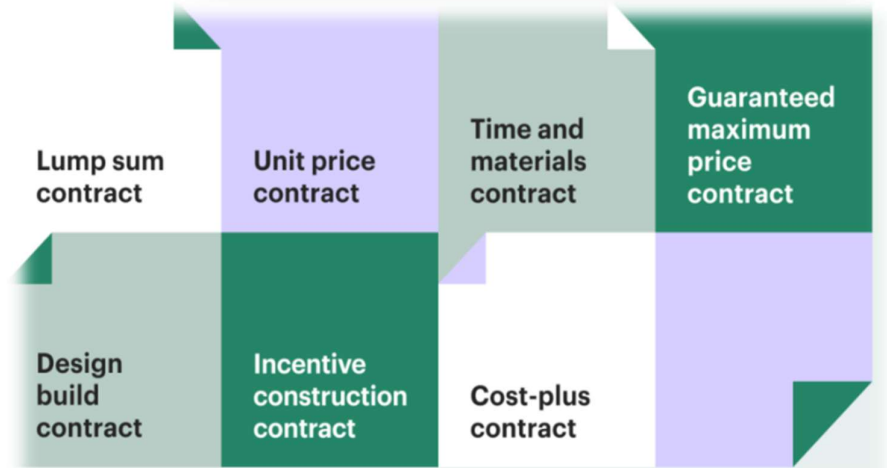 Lump sum
contract
Unit price
contract
Time and
materials
contract
Guaranteed
maximum
price
contract
Design
build
contract
Incentive
construction
contract
Cost-plus
contract